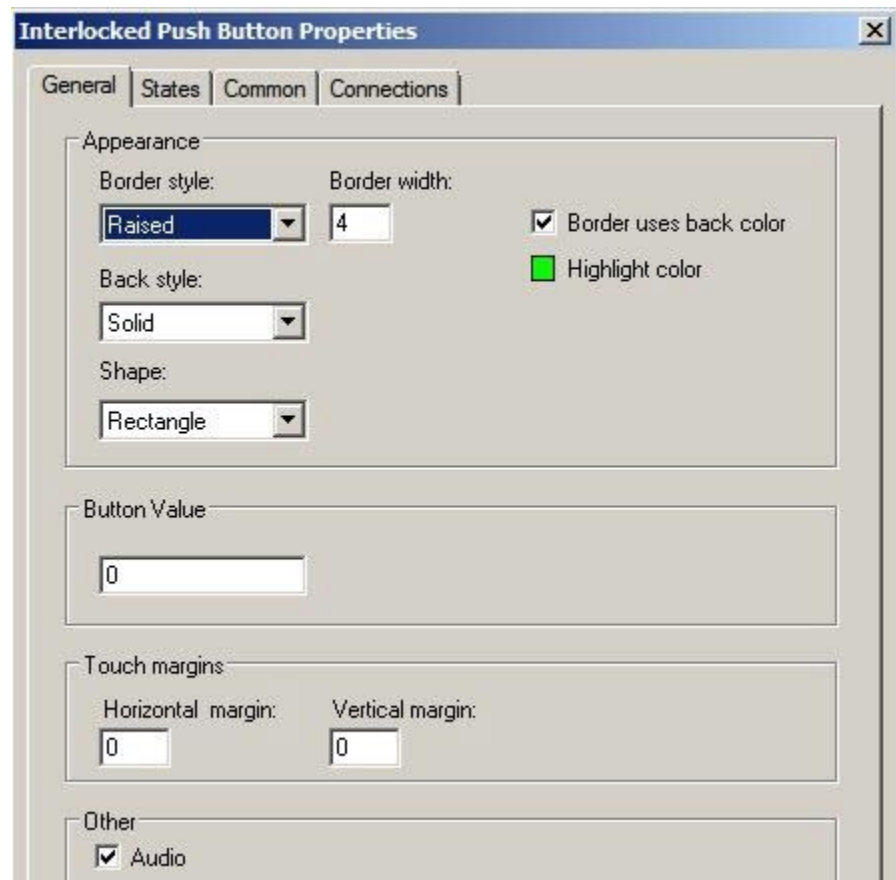 Interlocked Push Button Properties
General States Common Connections
Appearance
Border style: Border width:
Raised 4 Border uses back color
Back style: Highlight color
Solid
Shape:
Rectangle
Button Value
0
Touch margins
Horizontal margin: Vertical margin:
0 0
Other
Audio